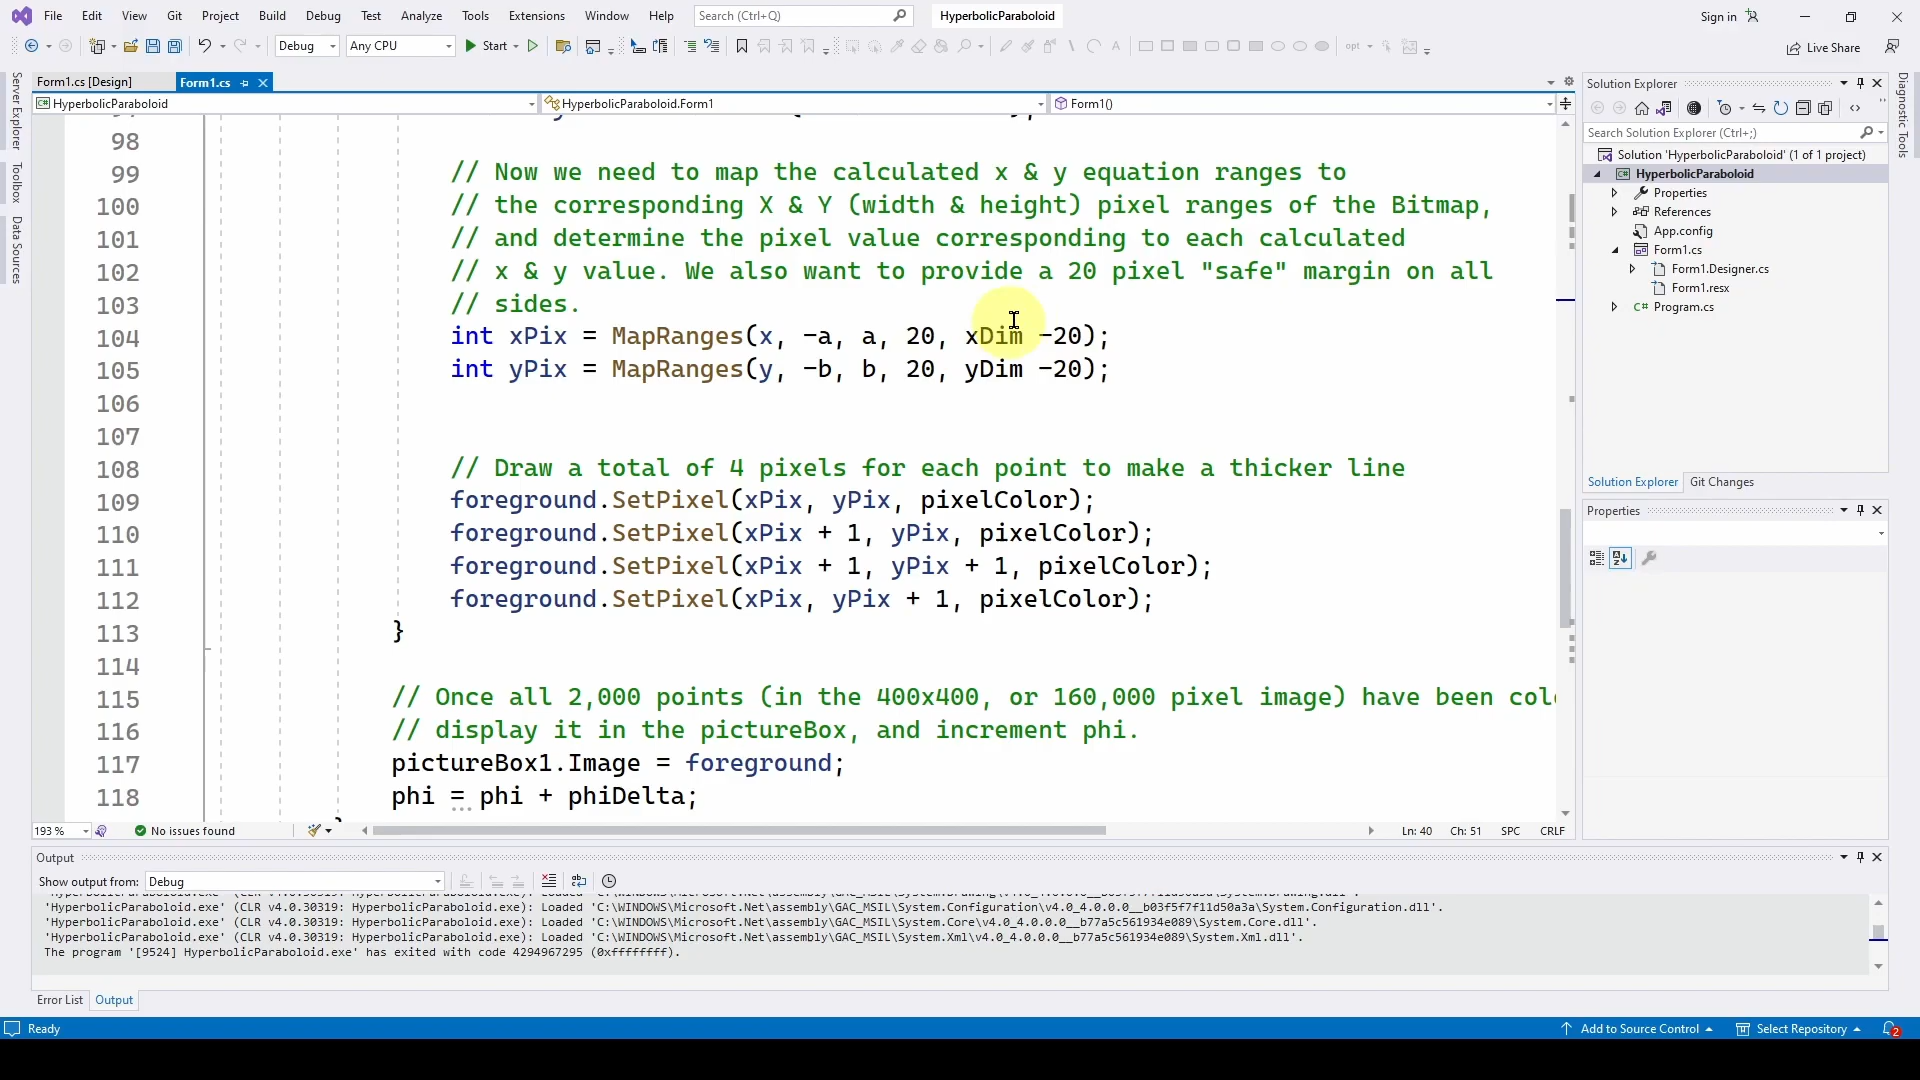 File Edit View Git Project Build Debug Test Analyze Tools Extensions Window Help Search (Ctrl+Q) HyperbolicParaboloid Sign in
Debug Any CPU Start Live Share
Form1.cs [Design] Form1.cs
HyperbolicParaboloid HyperbolicParaboloid.Form1 Form1()
98
99 // Now we need to map the calculated x & y equation ranges to
100 // the corresponding X & Y (width & height) pixel ranges of the Bitmap,
101 // and determine the pixel value corresponding to each calculated
102 // x & y value. We also want to provide a 20 pixel "safe" margin on all
103 // sides.
104 int xPix = MapRanges(x, -a, a, 20, xDim -20);
105 int yPix = MapRanges(y, -b, b, 20, yDim -20);
106
107
108 // Draw a total of 4 pixels for each point to make a thicker line
109 foreground.SetPixel(xPix, yPix, pixelColor);
110 foreground.SetPixel(xPix + 1, yPix, pixelColor);
111 foreground.SetPixel(xPix + 1, yPix + 1, pixelColor);
112 foreground.SetPixel(xPix, yPix + 1, pixelColor);
113 }
114
115 // Once all 2,000 points (in the 400x400, or 160,000 pixel image) have been col
116 // display it in the pictureBox, and increment phi.
117 pictureBox1.Image = foreground;
118 phi = phi + phiDelta;
193 % No issues found Ln: 40 Ch: 51 SPC CRLF
Output
Show output from: Debug
'HyperbolicParaboloid.exe' (CLR v4.0.30319: HyperbolicParaboloid.exe): Loaded 'C:\WINDOWS\Microsoft.Net\assembly\GAC_MSIL\System.Configuration\v4.0_4.0.0.0__b03f5f7f11d50a3a\System.Configuration.dll'.
'HyperbolicParaboloid.exe' (CLR v4.0.30319: HyperbolicParaboloid.exe): Loaded 'C:\WINDOWS\Microsoft.Net\assembly\GAC_MSIL\System.Core\v4.0_4.0.0.0__b77a5c561934e089\System.Core.dll'.
'HyperbolicParaboloid.exe' (CLR v4.0.30319: HyperbolicParaboloid.exe): Loaded 'C:\WINDOWS\Microsoft.Net\assembly\GAC_MSIL\System.Xml\v4.0_4.0.0.0__b77a5c561934e089\System.Xml.dll'.
The program '[9524] HyperbolicParaboloid.exe' has exited with code 4294967295 (0xffffffff).
Error List Output
Ready Add to Source Control Select Repository 2
Server Explorer
Toolbox
Data Sources
Solution Explorer
Search Solution Explorer (Ctrl+;)
Solution 'HyperbolicParaboloid' (1 of 1 project)
HyperbolicParaboloid
Properties
References
App.config
Form1.cs
Form1.Designer.cs
Form1.resx
Program.cs
Solution Explorer Git Changes
Properties
Diagnostic Tools